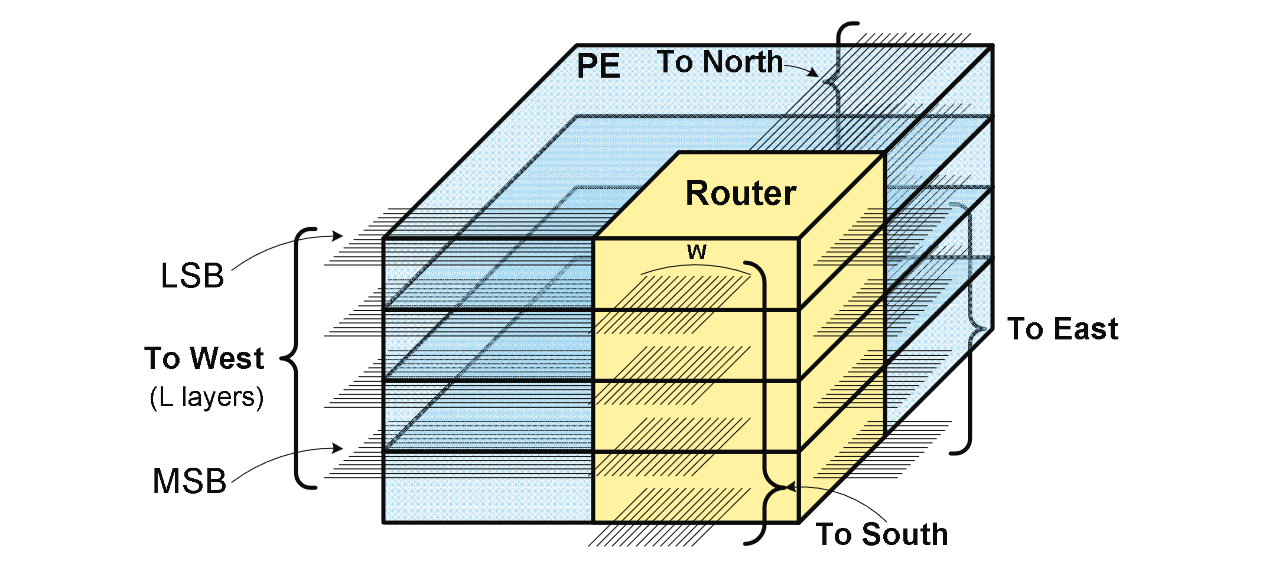 PE
To North
Router
W
LSB
To West
(L layers)
MSB
To East
To South